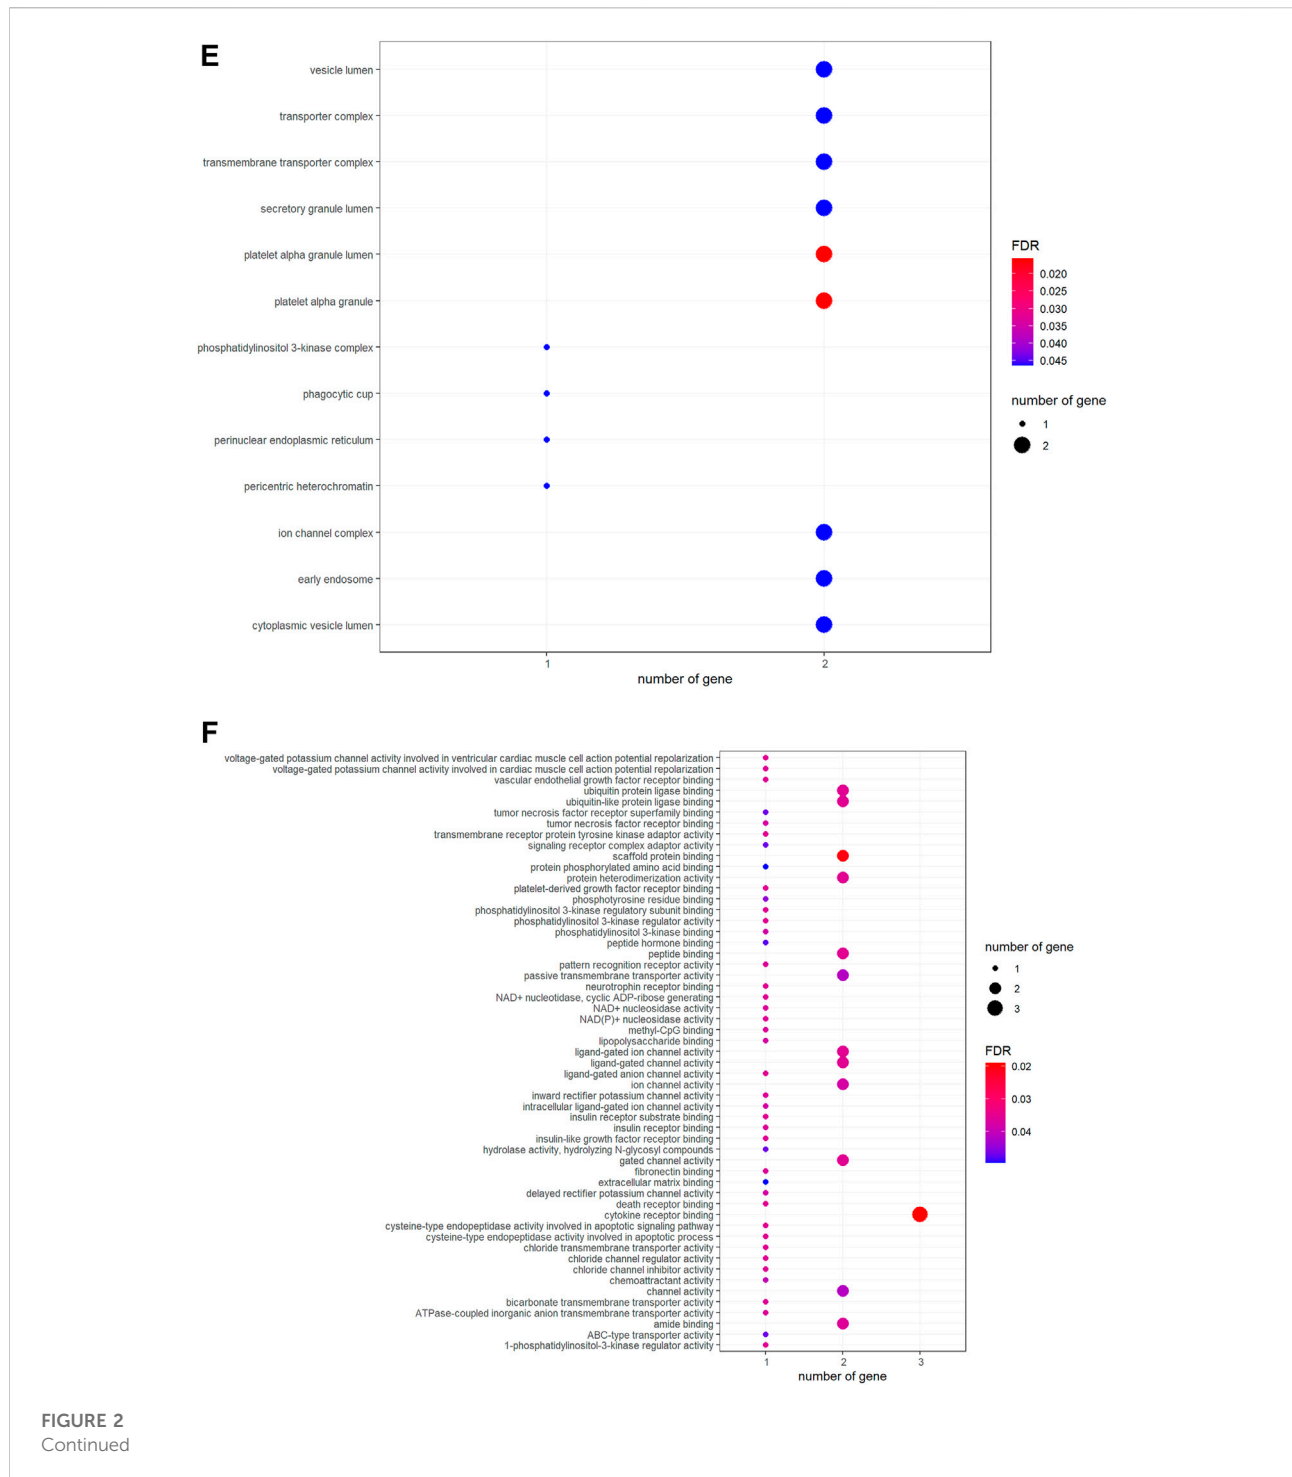 E
vesicle lumen
transporter complex
transmembrane transporter complex
secretory granule lumen
platelet alpha granule lumen
platelet alpha granule
phosphatidylinositol 3-kinase complex
phagocytic cup
perinuclear endoplasmic reticulum
pericentric heterochromatin
ion channel complex
early endosome
cytoplasmic vesicle lumen
1
2
number of gene
FDR
0.020
0.025
0.030
0.035
0.040
0.045
number of gene
1
2
F
voltage-gated potassium channel activity involved in ventricular cardiac muscle cell action potential repolarization
voltage-gated potassium channel activity involved in cardiac muscle cell action potential repolarization
vascular endothelial growth factor receptor binding
ubiquitin protein ligase binding
ubiquitin-like protein ligase binding
tumor necrosis factor receptor superfamily binding
tumor necrosis factor receptor binding
transmembrane receptor protein tyrosine kinase adaptor activity
signaling receptor complex adaptor activity
scaffold protein binding
protein phosphorylated amino acid binding
protein heterodimerization activity
platelet-derived growth factor receptor binding
phosphotyrosine residue binding
phosphatidylinositol 3-kinase regulatory subunit binding
phosphatidylinositol 3-kinase regulator activity
phosphatidylinositol 3-kinase binding
peptide hormone binding
peptide binding
pattern recognition receptor activity
passive transmembrane transporter activity
neurotrophin receptor binding
NAD+ nucleotidase, cyclic ADP-ribose generating
NAD+ nucleosidase activity
NAD(P)+ nucleosidase activity
methyl-CpG binding
lipopolysaccharide binding
ligand-gated ion channel activity
ligand-gated channel activity
ligand-gated anion channel activity
ion channel activity
inward rectifier potassium channel activity
intracellular ligand-gated ion channel activity
insulin receptor substrate binding
insulin receptor binding
insulin-like growth factor receptor binding
hydrolase activity, hydrolyzing N-glycosyl compounds
gated channel activity
fibronectin binding
extracellular matrix binding
delayed rectifier potassium channel activity
death receptor binding
cytokine receptor binding
cysteine-type endopeptidase activity involved in apoptotic signaling pathway
cysteine-type endopeptidase activity involved in apoptotic process
chloride transmembrane transporter activity
chloride channel regulator activity
chloride channel inhibitor activity
chemoattractant activity
channel activity
bicarbonate transmembrane transporter activity
ATPase-coupled inorganic anion transmembrane transporter activity
amide binding
ABC-type transporter activity
1-phosphatidylinositol-3-kinase regulator activity
1
2
3
number of gene
number of gene
1
2
3
FDR
0.02
0.03
0.04
FIGURE 2
Continued